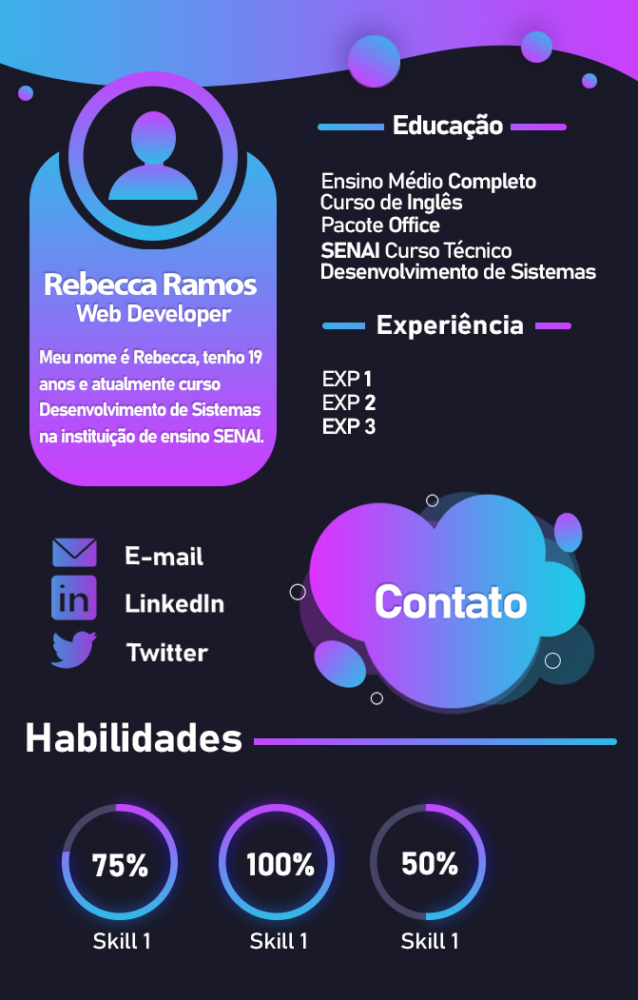 Educação
Ensino Médio Completo
Curso de Inglês
Pacote Office
SENAI Curso Técnico
Desenvolvimento de Sistemas
Rebecca Ramos
Web Developer
Meu nome é Rebecca, tenho 19
anos e atualmente curso
Desenvolvimento de Sistemas
na instituição de ensino SENAI.
Experiência
EXP 1
EXP 2
EXP 3
E-mail
in
LinkedIn
Twitter
Contato
Habilidades
75%
100%
50%
Skill 1
Skill 1
Skill 1